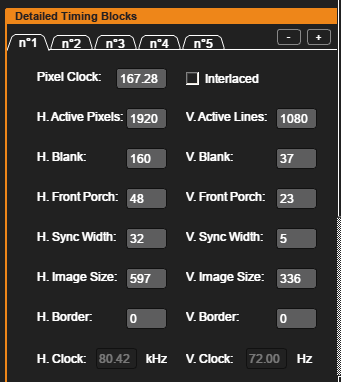 Detailed Timing Blocks
n°1 n°2 n°3 n°4 n°5 - +
Pixel Clock: 167.28 Interlaced
H. Active Pixels: 1920 V. Active Lines: 1080
H. Blank: 160 V. Blank: 37
H. Front Porch: 48 V. Front Porch: 23
H. Sync Width: 32 V. Sync Width: 5
H. Image Size: 597 V. Image Size: 336
H. Border: 0 V. Border: 0
H. Clock: 80.42 kHz V. Clock: 72.00 Hz